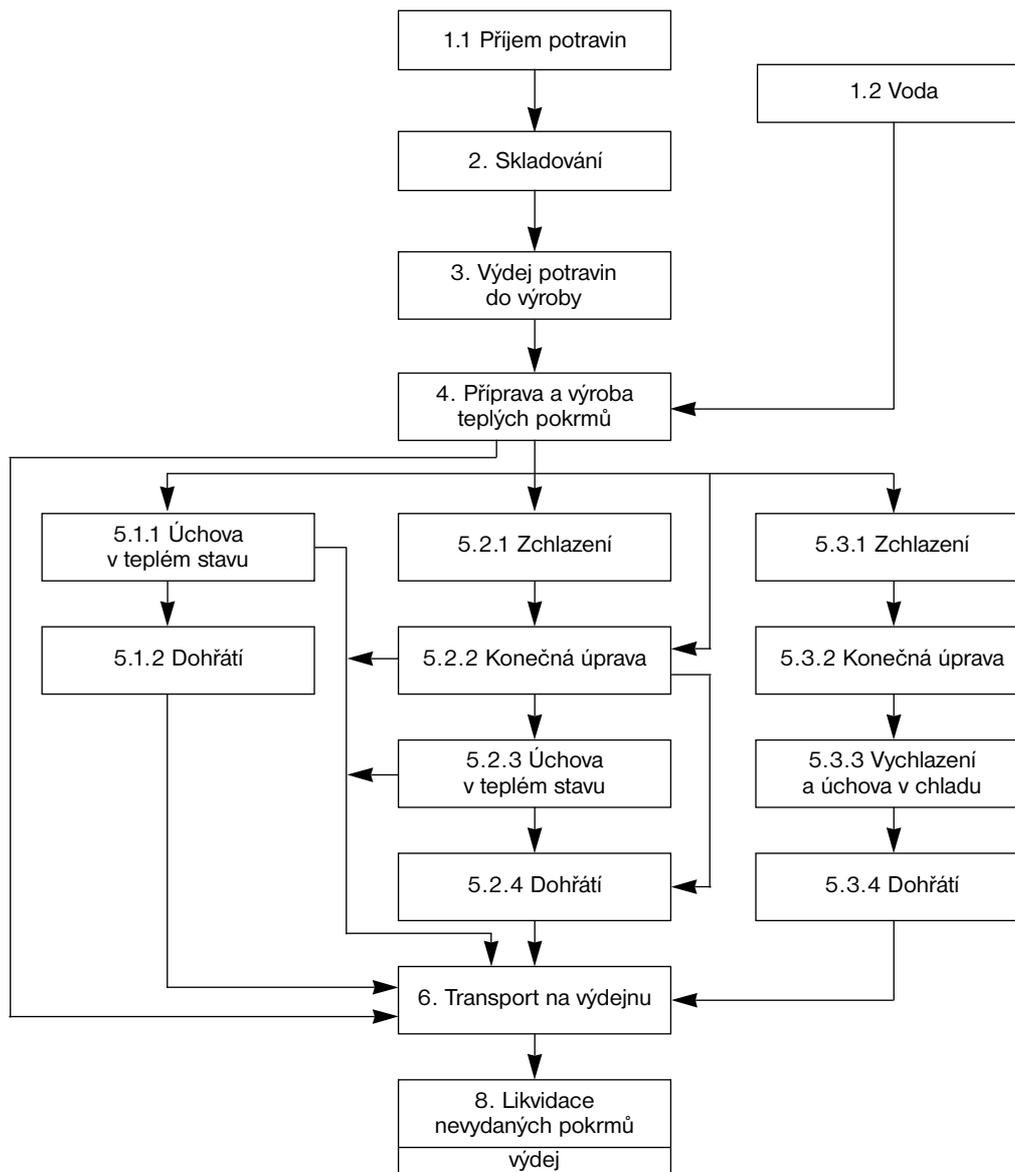 1.1 Příjem potravin
1.2 Voda
2. Skladování
3. Výdej potravin
do výroby
4. Příprava a výroba
teplých pokrmů
5.1.1 Úchova
v teplém stavu
5.2.1 Zchlazení
5.3.1 Zchlazení
5.1.2 Dohřátí
5.2.2 Konečná úprava
5.3.2 Konečná úprava
5.2.3 Úchova
v teplém stavu
5.3.3 Vychlazení
a úchova v chladu
5.2.4 Dohřátí
5.3.4 Dohřátí
6. Transport na výdejnu
8. Likvidace
nevydaných pokrmů
výdej